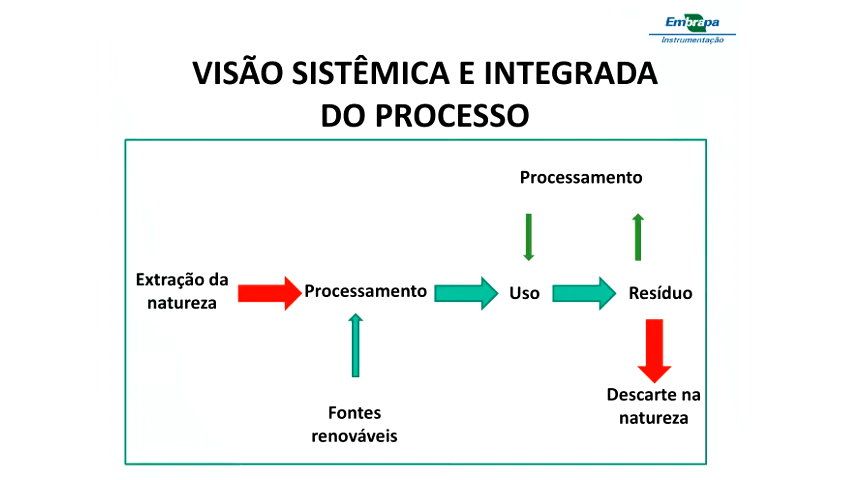 Embrapa
Instrumentação
VISÃO SISTÊMICA E INTEGRADA
DO PROCESSO
Processamento
Extração da
natureza
Processamento
Uso
Resíduo
Descarte na
natureza
Fontes
renováveis